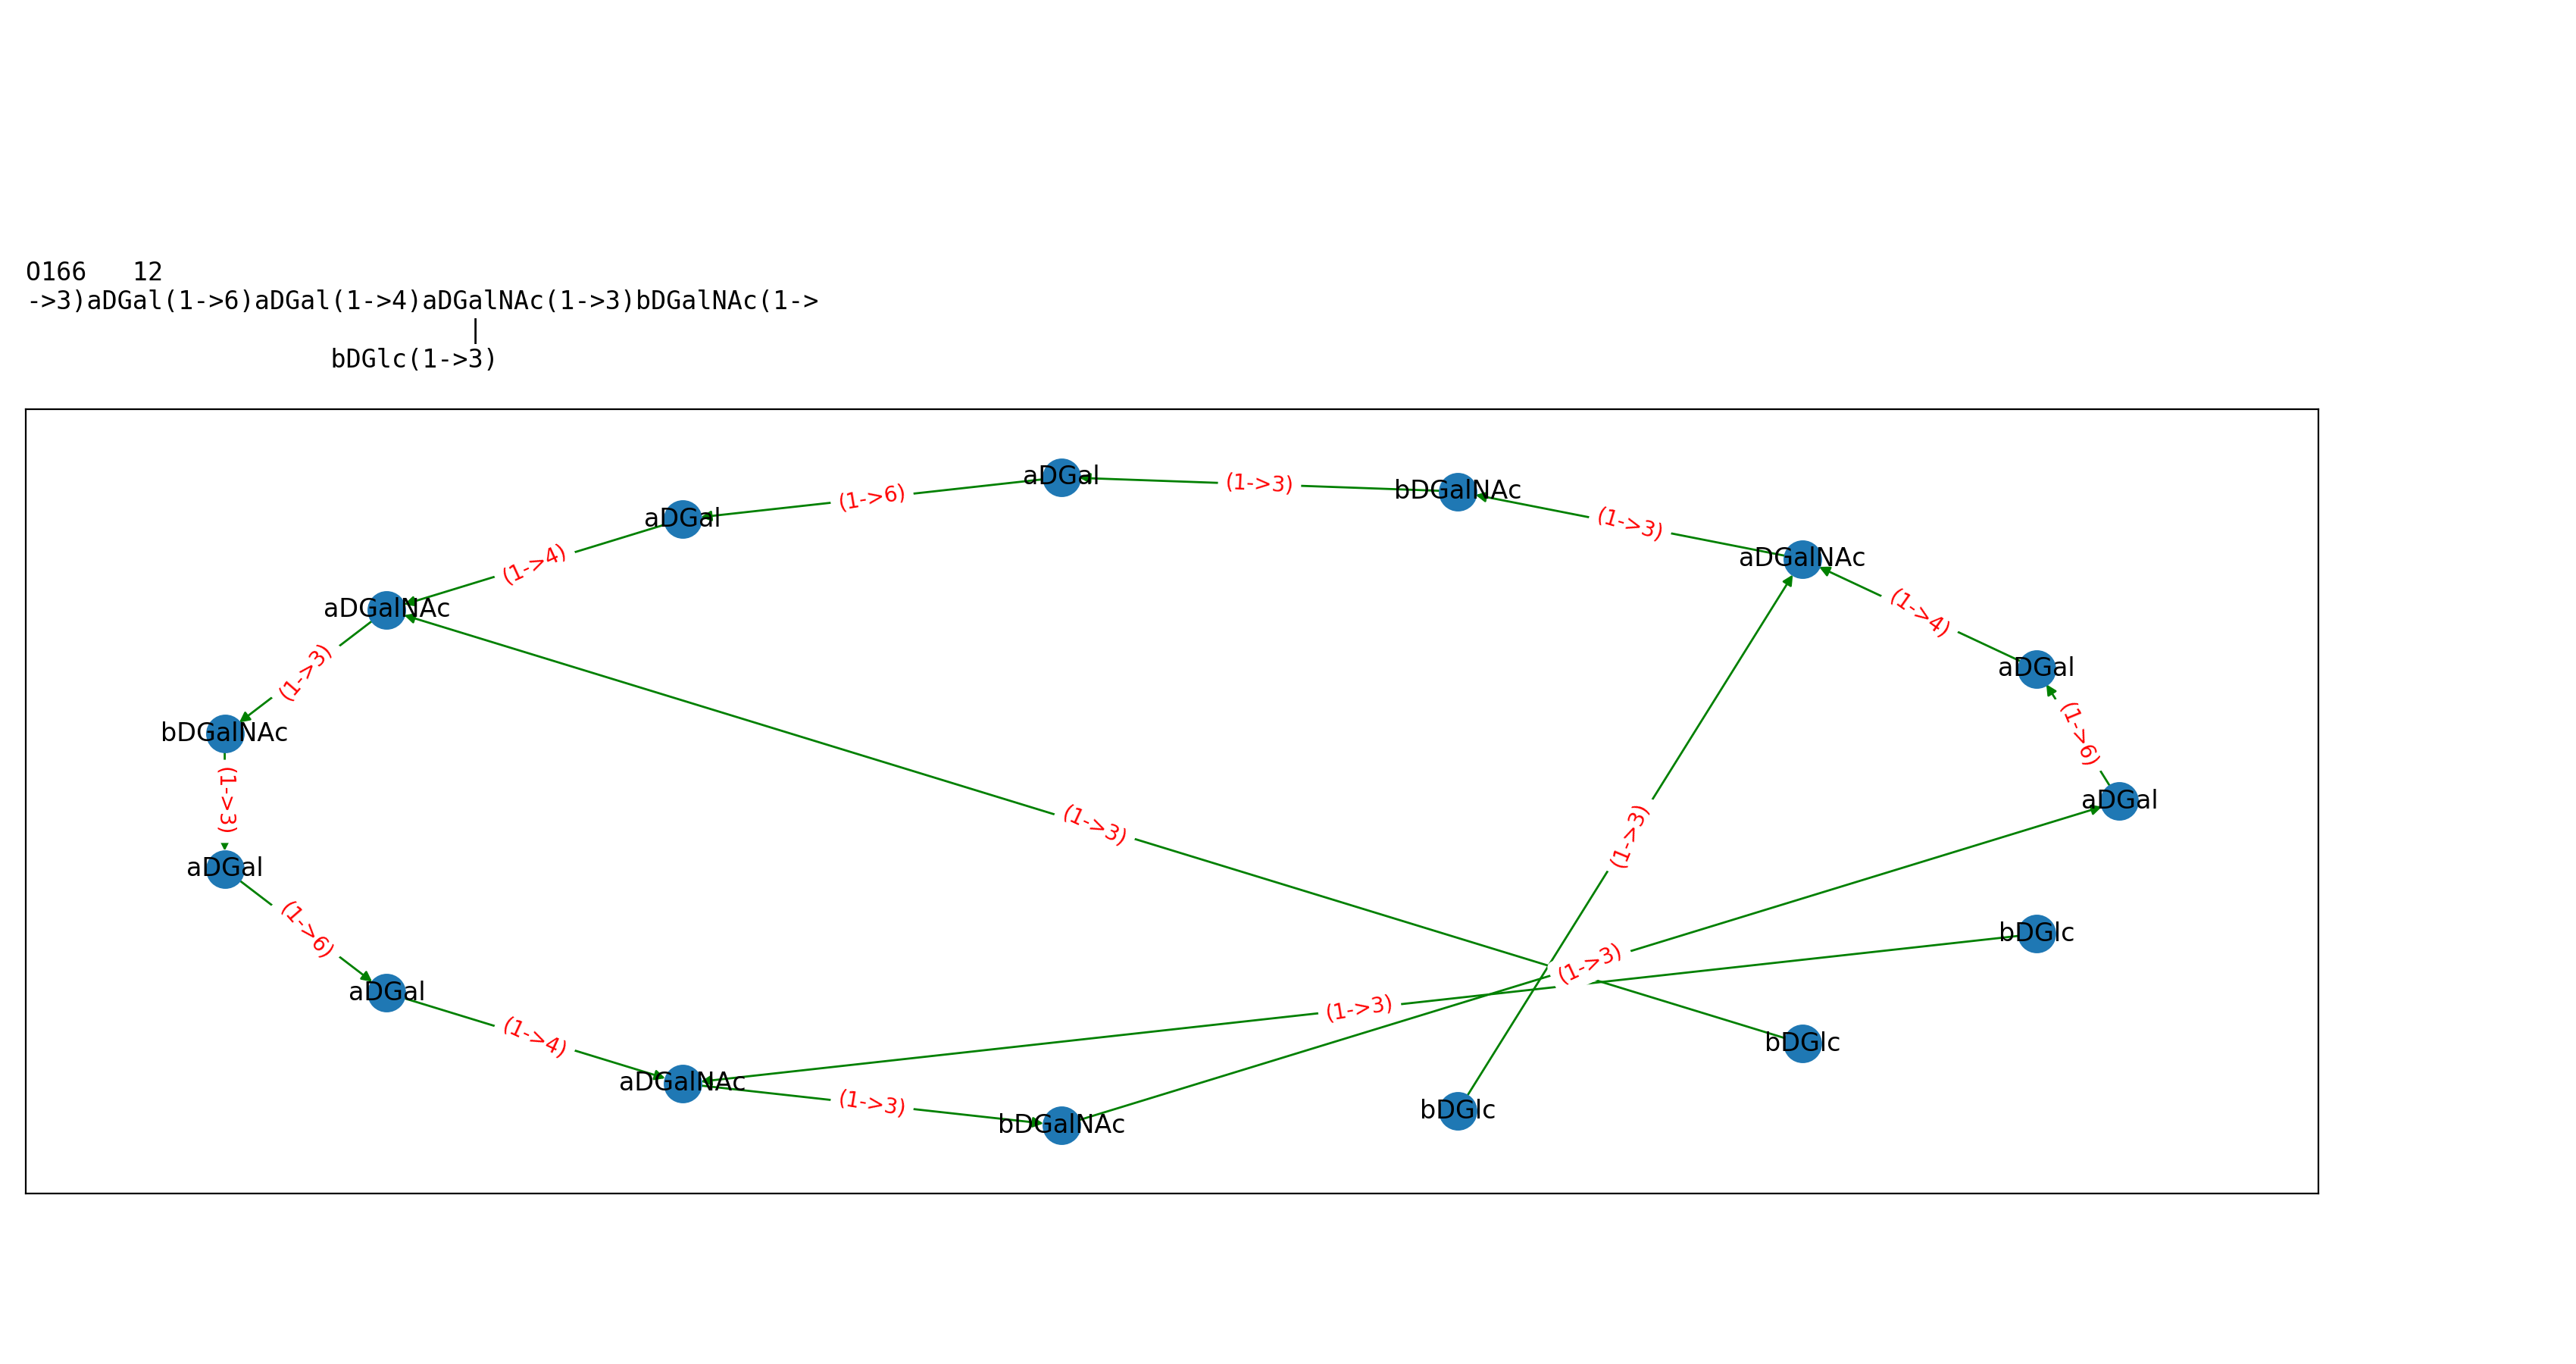 O166   12
->3)aDGal(1->6)aDGal(1->4)aDGalNAc(1->3)bDGalNAc(1->
|
bDGlc(1->3)
aDGal
(1->3)
bDGalNAc
(1->6)
aDGal
(1->3)
aDGalNAc
(1->4)
(1->4)
aDGalNAc
(1->4)
aDGal
(1->3)
(1->6)
bDGalNAc
(1->3)
aDGal
(1->3)
(1->3)
aDGal
(1->6)
bDGlc
(1->3)
aDGal
(1->3)
bDGlc
(1->4)
aDGalNAc
(1->3)
bDGalNAc
bDGlc